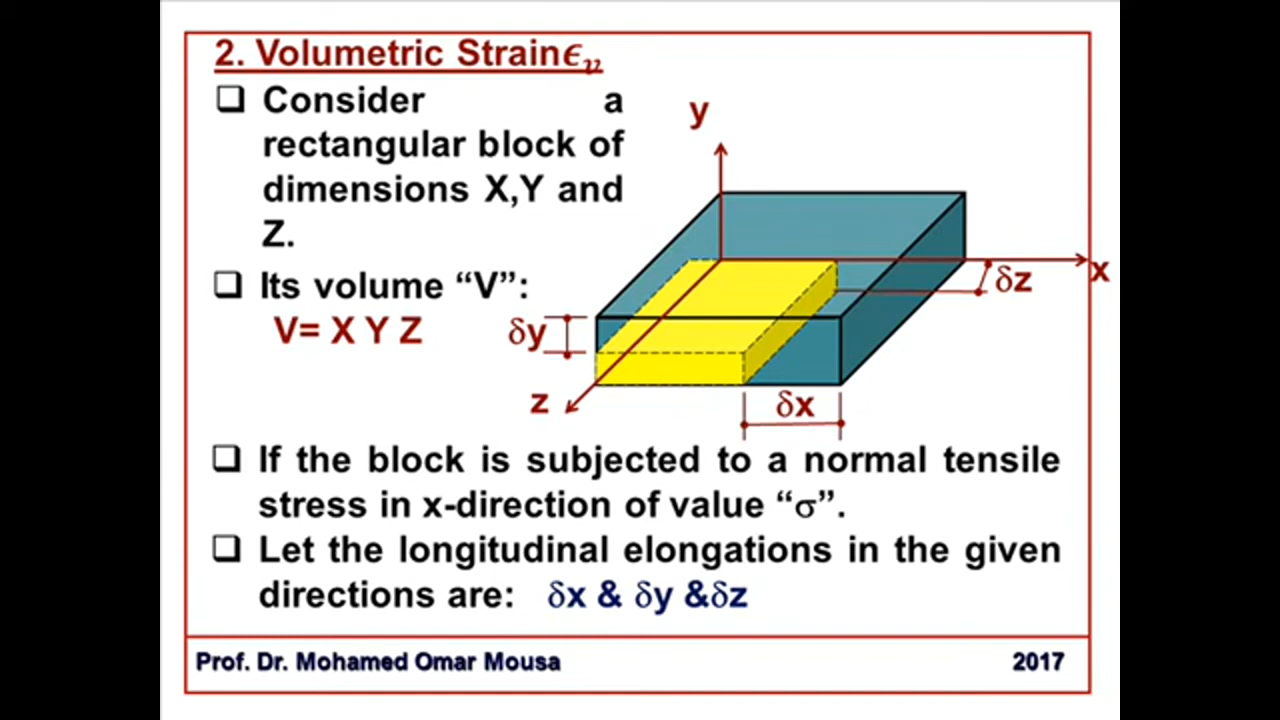 2. Volumetric Strainϵᵥ
❑ Consider a
rectangular block of
dimensions X,Y and
Z.
❑ Its volume “V”:
V= X Y Z
y
x
z
δy
δx
δz
❑ If the block is subjected to a normal tensile
stress in x-direction of value “σ”.
❑ Let the longitudinal elongations in the given
directions are: δx & δy &δz
Prof. Dr. Mohamed Omar Mousa 2017